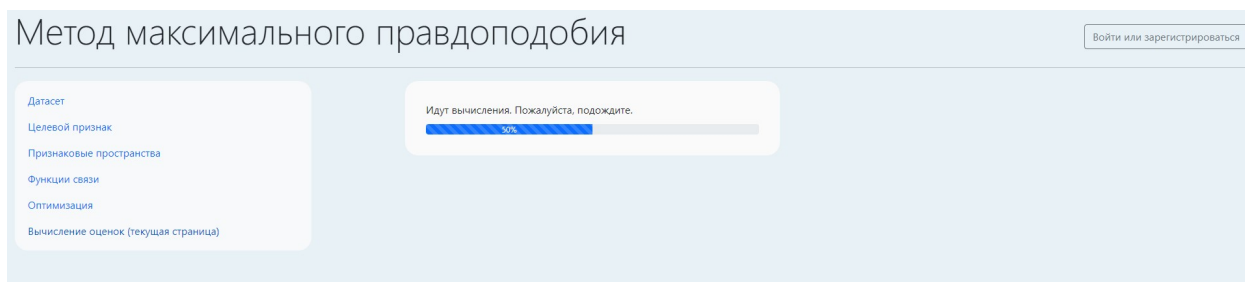 Метод максимального правдоподобия
Войти или зарегистрироваться
Датасет
Целевой признак
Признаковые пространства
Функции связи
Оптимизация
Вычисление оценок (текущая страница)
Идут вычисления. Пожалуйста, подождите.
50%